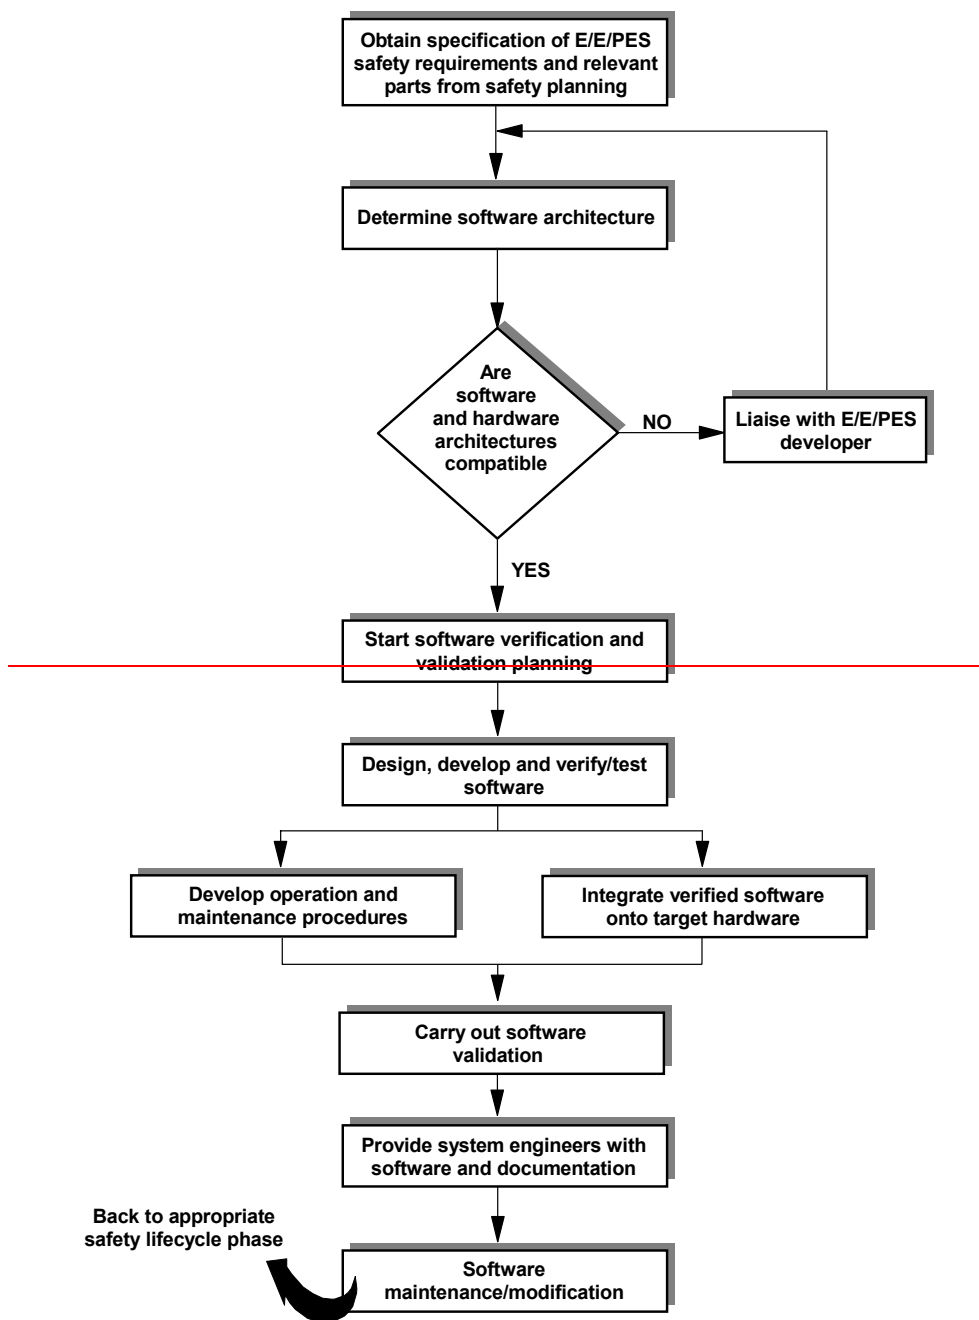 Obtain specification of E/E/PES
safety requirements and relevant
parts from safety planning
Determine software architecture
Are
software
and hardware
architectures
compatible
NO
Liaise with E/E/PES
developer
YES
Start software verification and
validation planning
Design, develop and verify/test
software
Develop operation and
maintenance procedures
Integrate verified software
onto target hardware
Carry out software
validation
Provide system engineers with
software and documentation
Back to appropriate
safety lifecycle phase
Software
maintenance/modification